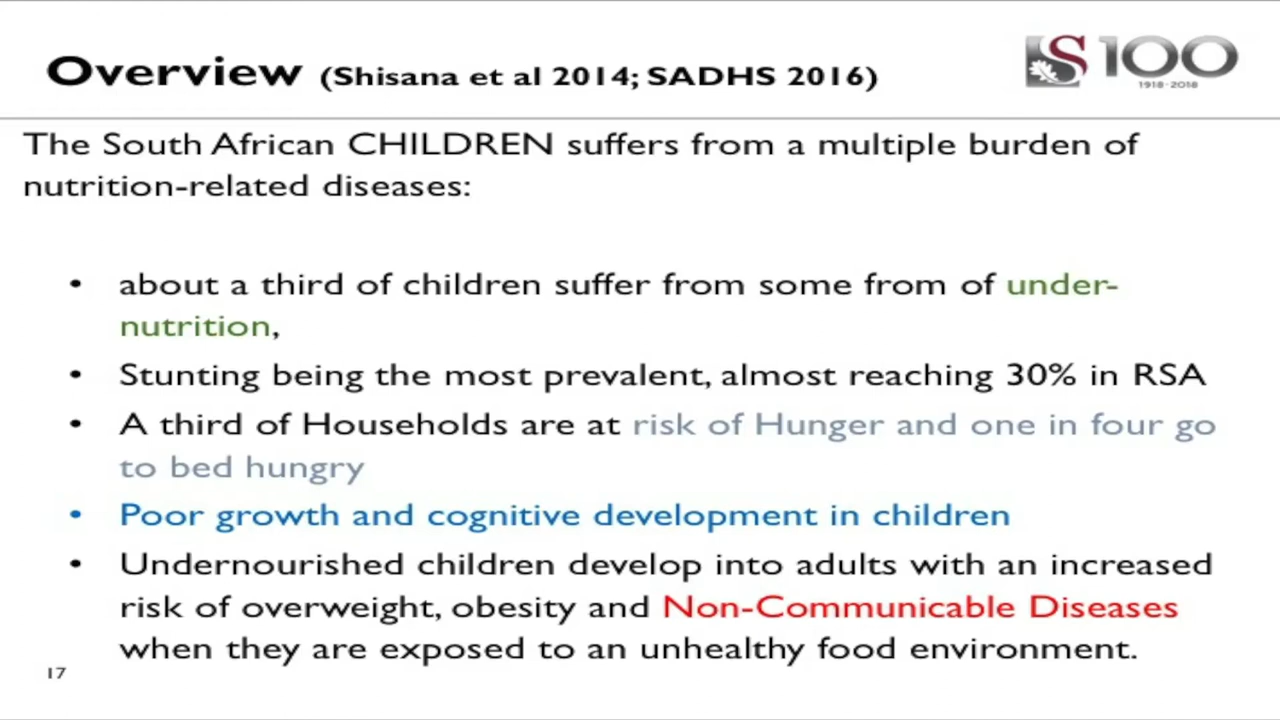 Overview (Shisana et al 2014; SADHS 2016)
S100
1918-2018
The South African CHILDREN suffers from a multiple burden of
nutrition-related diseases:
• about a third of children suffer from some from of under-
nutrition,
• Stunting being the most prevalent, almost reaching 30% in RSA
• A third of Households are at risk of Hunger and one in four go
to bed hungry
• Poor growth and cognitive development in children
• Undernourished children develop into adults with an increased
risk of overweight, obesity and Non-Communicable Diseases
when they are exposed to an unhealthy food environment.
17